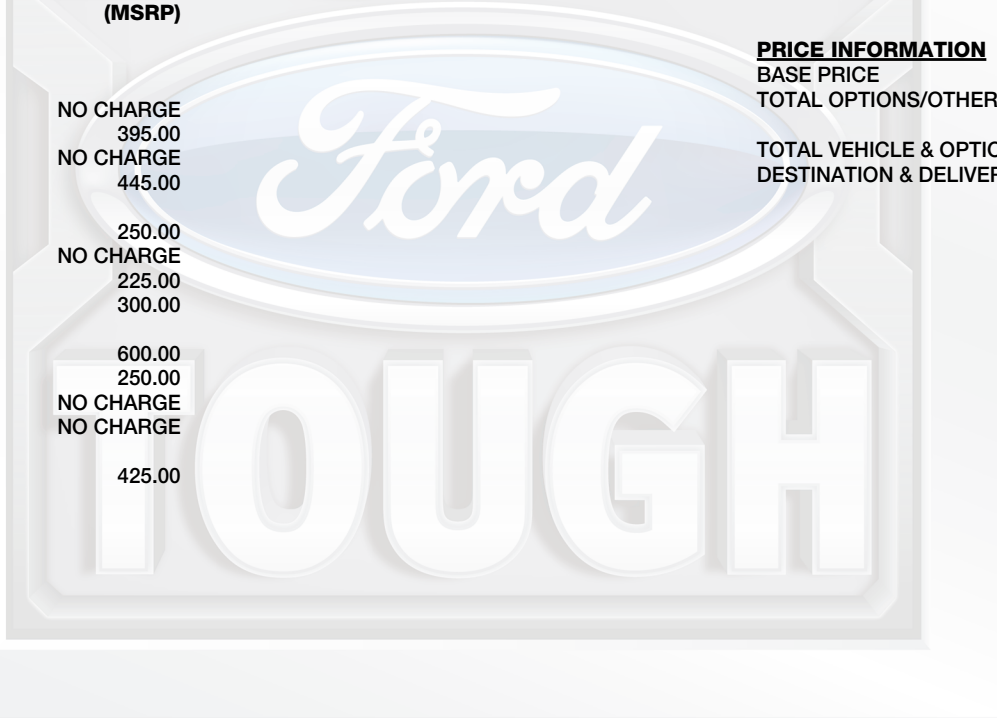 (MSRP)
NO CHARGE
395.00
NO CHARGE
445.00
250.00
NO CHARGE
225.00
300.00
600.00
250.00
NO CHARGE
NO CHARGE
425.00
PRICE INFORMATION
BASE PRICE
TOTAL OPTIONS/OTHER
TOTAL VEHICLE & OPTIO
DESTINATION & DELIVER
Ford
TOUGH